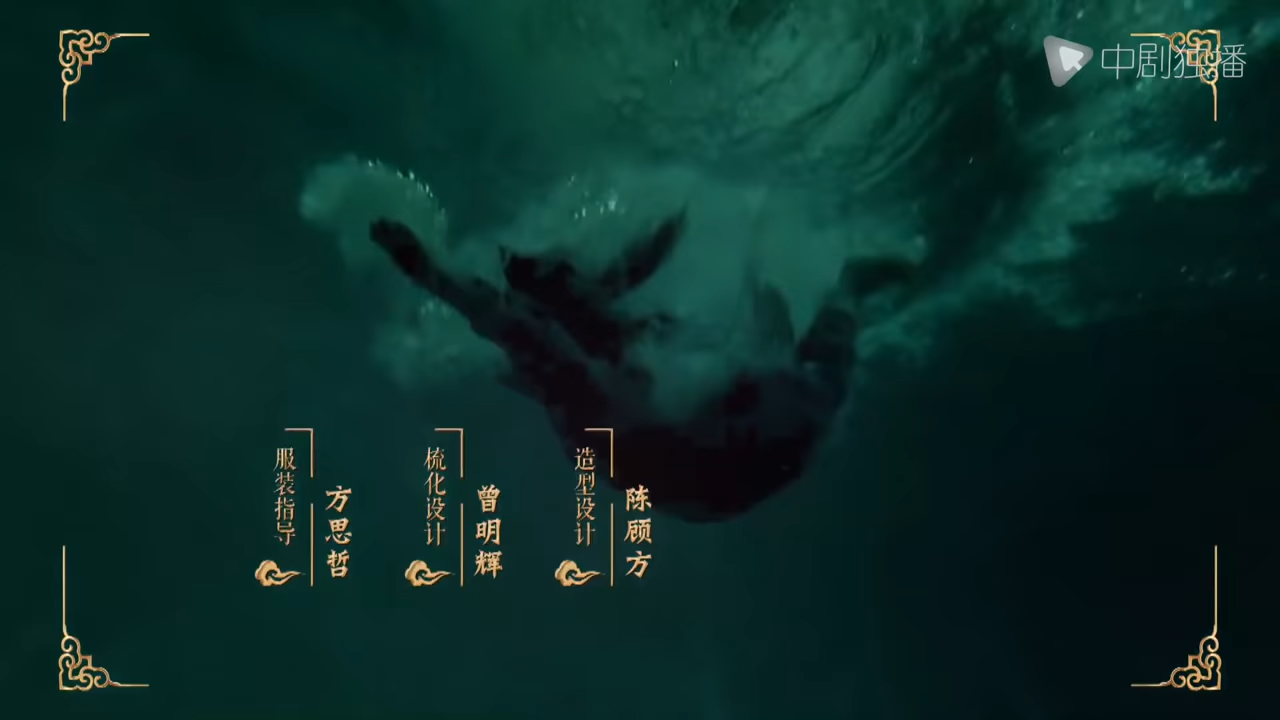 中剧独播
造型设计
陈顾方
梳化设计
曾明辉
服装指导
方思哲